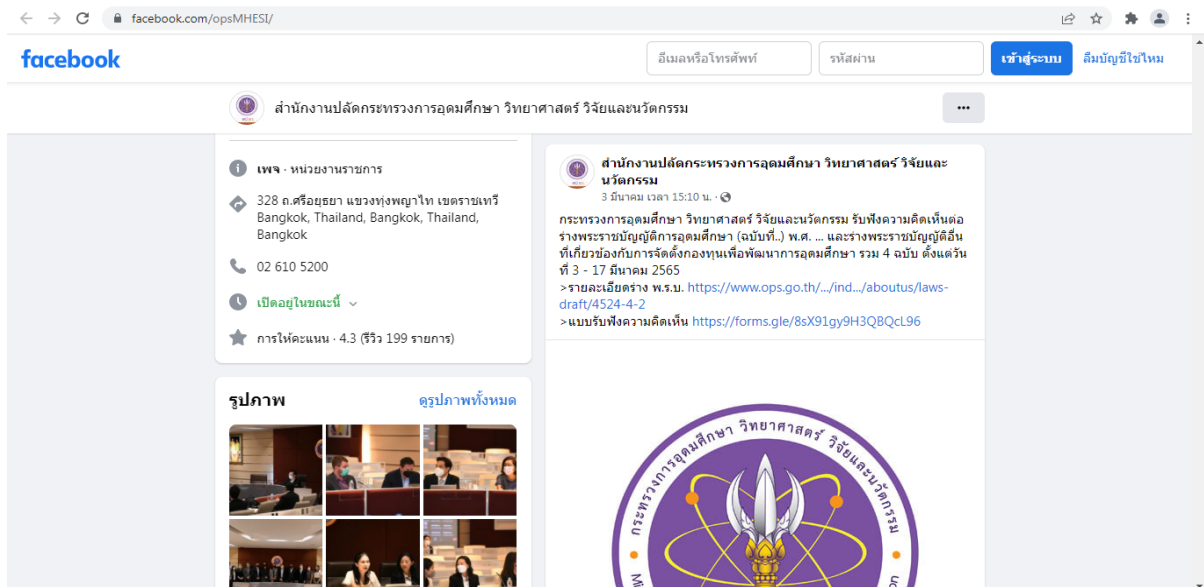 facebook.com/opsMHESI/
facebook
อีเมลหรือโทรศัพท์
รหัสผ่าน
เข้าสู่ระบบ
ลืมบัญชีใช่ไหม
สำนักงานปลัดกระทรวงการอุดมศึกษา วิทยาศาสตร์ วิจัยและนวัตกรรม
เพจ · หน่วยงานราชการ
328 ถ.ศรีอยุธยา แขวงทุ่งพญาไท เขตราชเทวี
Bangkok, Thailand, Bangkok, Thailand,
Bangkok
02 610 5200
เปิดอยู่ในขณะนี้
การให้คะแนน · 4.3 (รีวิว 199 รายการ)
รูปภาพ
ดูรูปภาพทั้งหมด
สำนักงานปลัดกระทรวงการอุดมศึกษา วิทยาศาสตร์ วิจัยและ
นวัตกรรม
3 มีนาคม เวลา 15:10 น. ·
กระทรวงการอุดมศึกษา วิทยาศาสตร์ วิจัยและนวัตกรรม รับฟังความคิดเห็นต่อ
ร่างพระราชบัญญัติการอุดมศึกษา (ฉบับที่..) พ.ศ. ... และร่างพระราชบัญญัติอื่น
ที่เกี่ยวข้องกับการจัดตั้งกองทุนเพื่อพัฒนาการอุดมศึกษา รวม 4 ฉบับ ตั้งแต่วัน
ที่ 3 - 17 มีนาคม 2565
>รายละเอียดร่าง พ.ร.บ. https://www.ops.go.th/.../ind.../aboutus/laws-
draft/4524-4-2
>แบบรับฟังความคิดเห็น https://forms.gle/8sX91gy9H3QBQcL96
กระทรวงการอุดมศึกษา วิทยาศาสตร์ วิจัยและนวัตกรรม